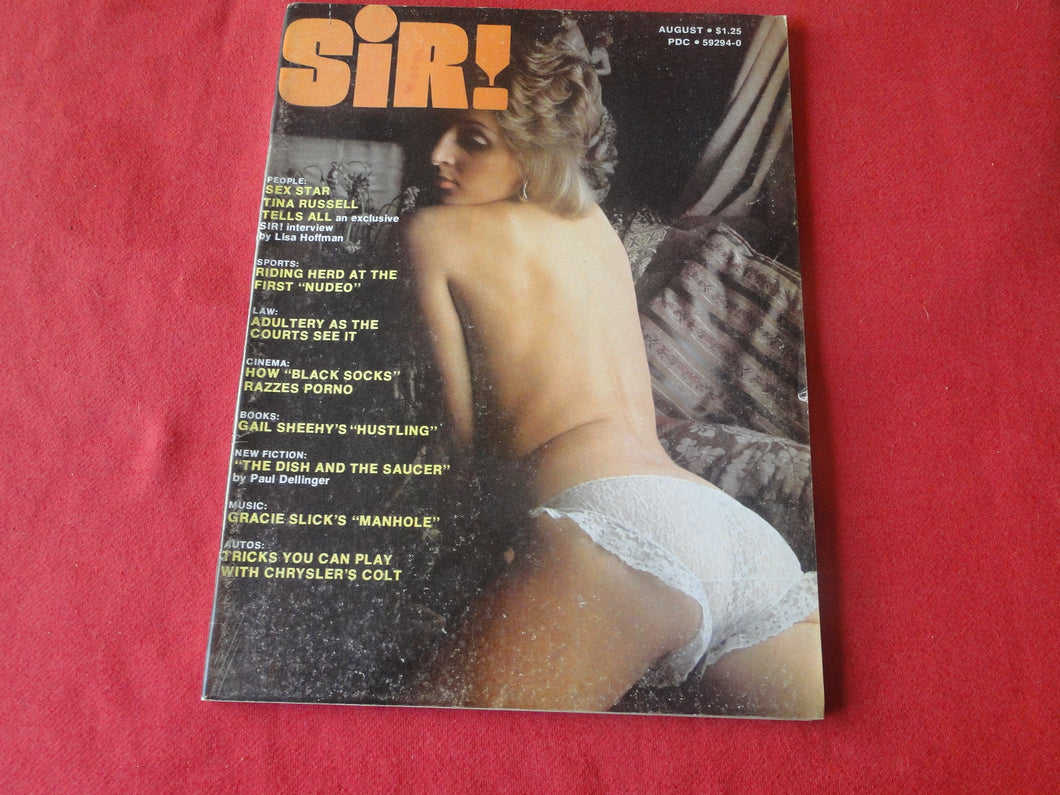 SiR!
AUGUST • $1.25
PDC • 59294-0
PEOPLE:
SEX STAR
TINA RUSSELL
TELLS ALL an exclusive
SIR! interview
by Lisa Hoffman
SPORTS:
RIDING HERD AT THE
FIRST "NUDEO"
LAW:
ADULTERY AS THE
COURTS SEE IT
CINEMA:
HOW "BLACK SOCKS"
RAZZES PORNO
BOOKS:
GAIL SHEEHY'S "HUSTLING"
NEW FICTION:
"THE DISH AND THE SAUCER"
by Paul Dellinger
MUSIC:
GRACIE SLICK'S "MANHOLE"
AUTOS:
TRICKS YOU CAN PLAY
WITH CHRYSLER'S COLT